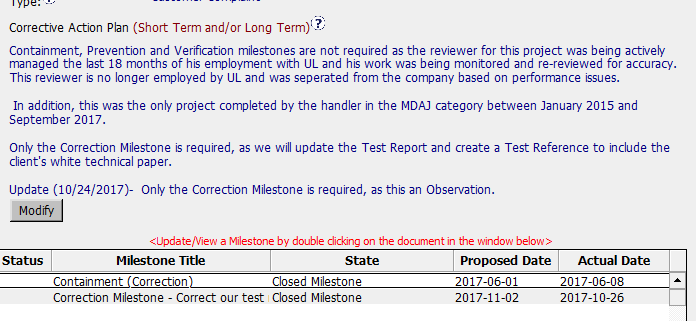 Type:
Corrective Action Plan (Short Term and/or Long Term)?
Containment, Prevention and Verification milestones are not required as the reviewer for this project was being actively
managed the last 18 months of his employment with UL and his work was being monitored and re-reviewed for accuracy.
This reviewer is no longer employed by UL and was seperated from the company based on performance issues.
In addition, this was the only project completed by the handler in the MDAJ category between January 2015 and
September 2017.
Only the Correction Milestone is required, as we will update the Test Report and create a Test Reference to include the
client's white technical paper.
Update (10/24/2017)- Only the Correction Milestone is required, as this an Observation.
Modify
<Update/View a Milestone by double clicking on the document in the window below>
Status Milestone Title State Proposed Date Actual Date
Containment (Correction) Closed Milestone 2017-06-01 2017-06-08
Correction Milestone - Correct our test Closed Milestone 2017-11-02 2017-10-26